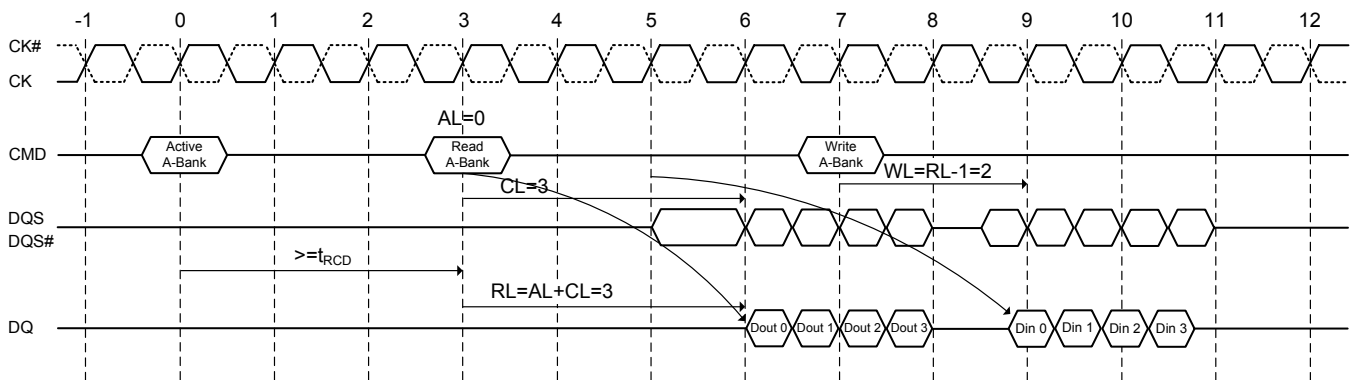 -1 0 1 2 3 4 5 6 7 8 9 10 11 12
CK#
CK
AL=0
CMD
Active
A-Bank
Read
A-Bank
Write
A-Bank
WL=RL-1=2
CL=3
DQS
DQS#
>=tRCD
RL=AL+CL=3
DQ
Dout 0 Dout 1 Dout 2 Dout 3 Din 0 Din 1 Din 2 Din 3